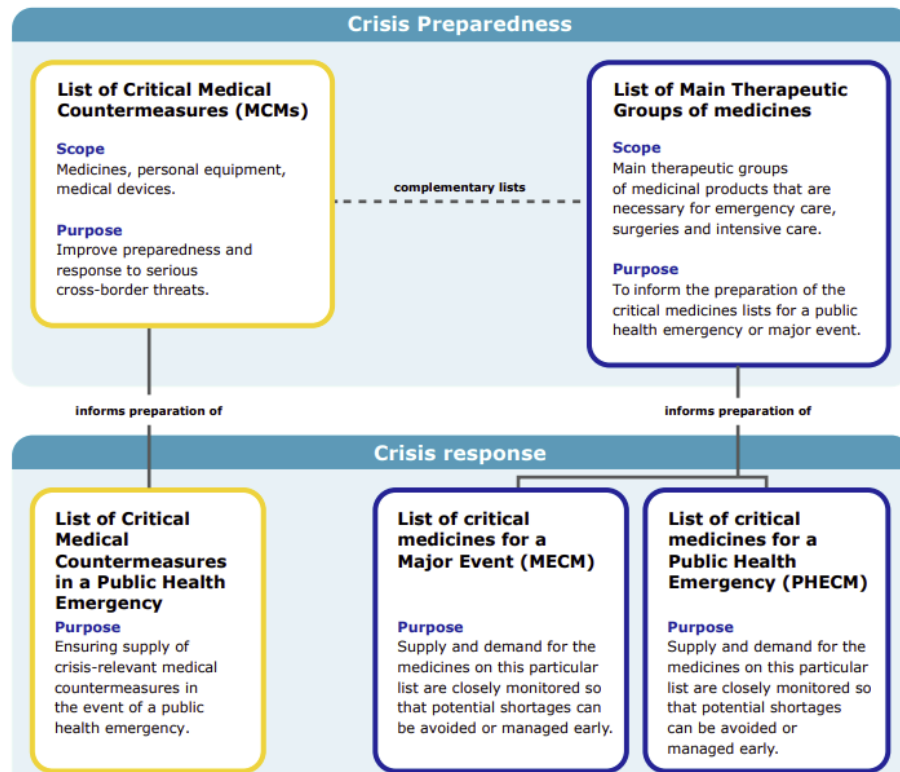 Crisis Preparedness
List of Critical Medical
Countermeasures (MCMs)
Scope
Medicines, personal equipment,
medical devices.
Purpose
Improve preparedness and
response to serious
cross-border threats.
complementary lists
List of Main Therapeutic
Groups of medicines
Scope
Main therapeutic groups
of medicinal products that are
necessary for emergency care,
surgeries and intensive care.
Purpose
To inform the preparation of the
critical medicines lists for a public
health emergency or major event.
informs preparation of
informs preparation of
Crisis response
List of Critical
Medical
Countermeasures
in a Public Health
Emergency
Purpose
Ensuring supply of
crisis-relevant medical
countermeasures in
the event of a public
health emergency.
List of critical
medicines for a
Major Event (MECM)
Purpose
Supply and demand for the
medicines on this particular
list are closely monitored so
that potential shortages can
be avoided or managed early.
List of critical
medicines for a
Public Health
Emergency (PHECM)
Purpose
Supply and demand for the
medicines on this particular
list are closely monitored so
that potential shortages
can be avoided or
managed early.